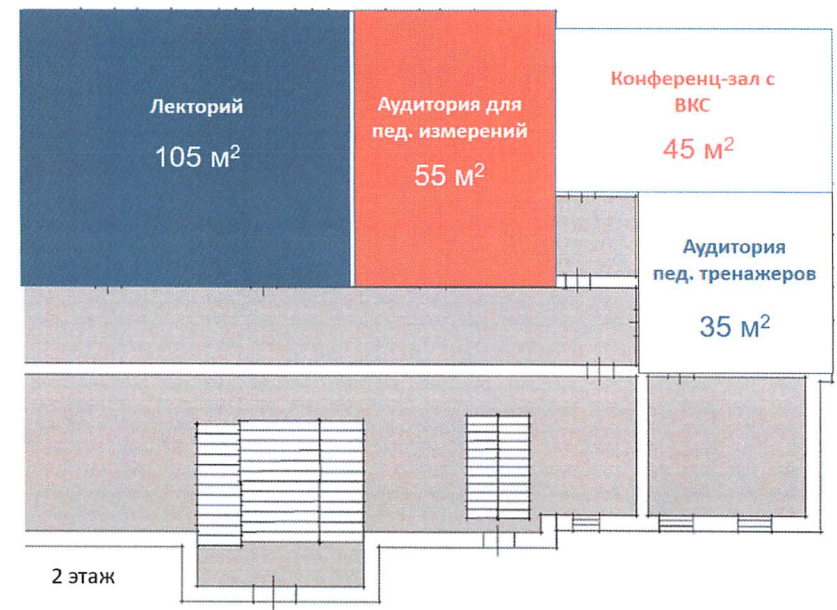 Лекторий
105 м²
Аудитория для
пед. измерений
55 м²
Конференц-зал с
ВКС
45 м²
Аудитория
пед. тренажеров
35 м²
2 этаж